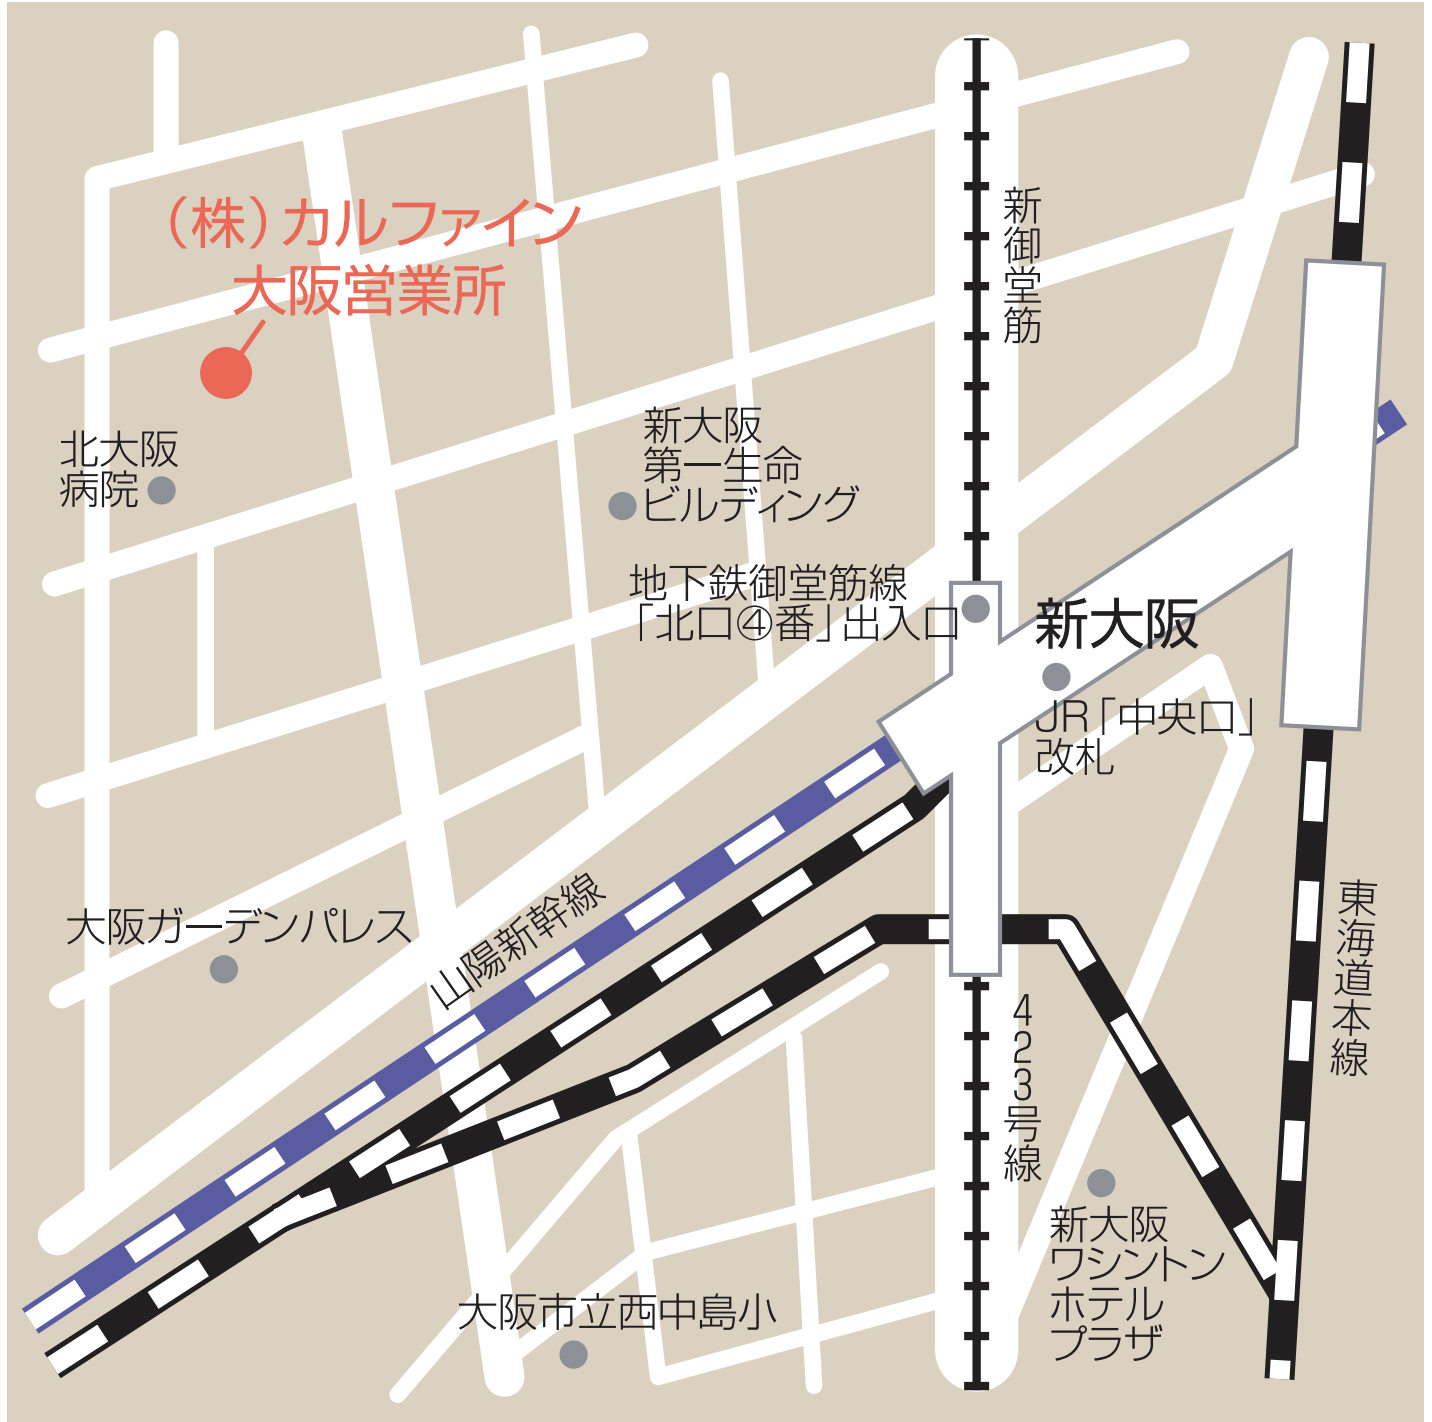 （株）カルファイン
大阪営業所
新御堂筋
北大阪
病院
新大阪
第一生命
ビルディング
地下鉄御堂筋線
「北口④番」出入口
新大阪
JR「中央口」
改札
大阪ガーデンパレス
山陽新幹線
東海道本線
423号線
新大阪
ワシントン
ホテル
プラザ
大阪市立西中島小